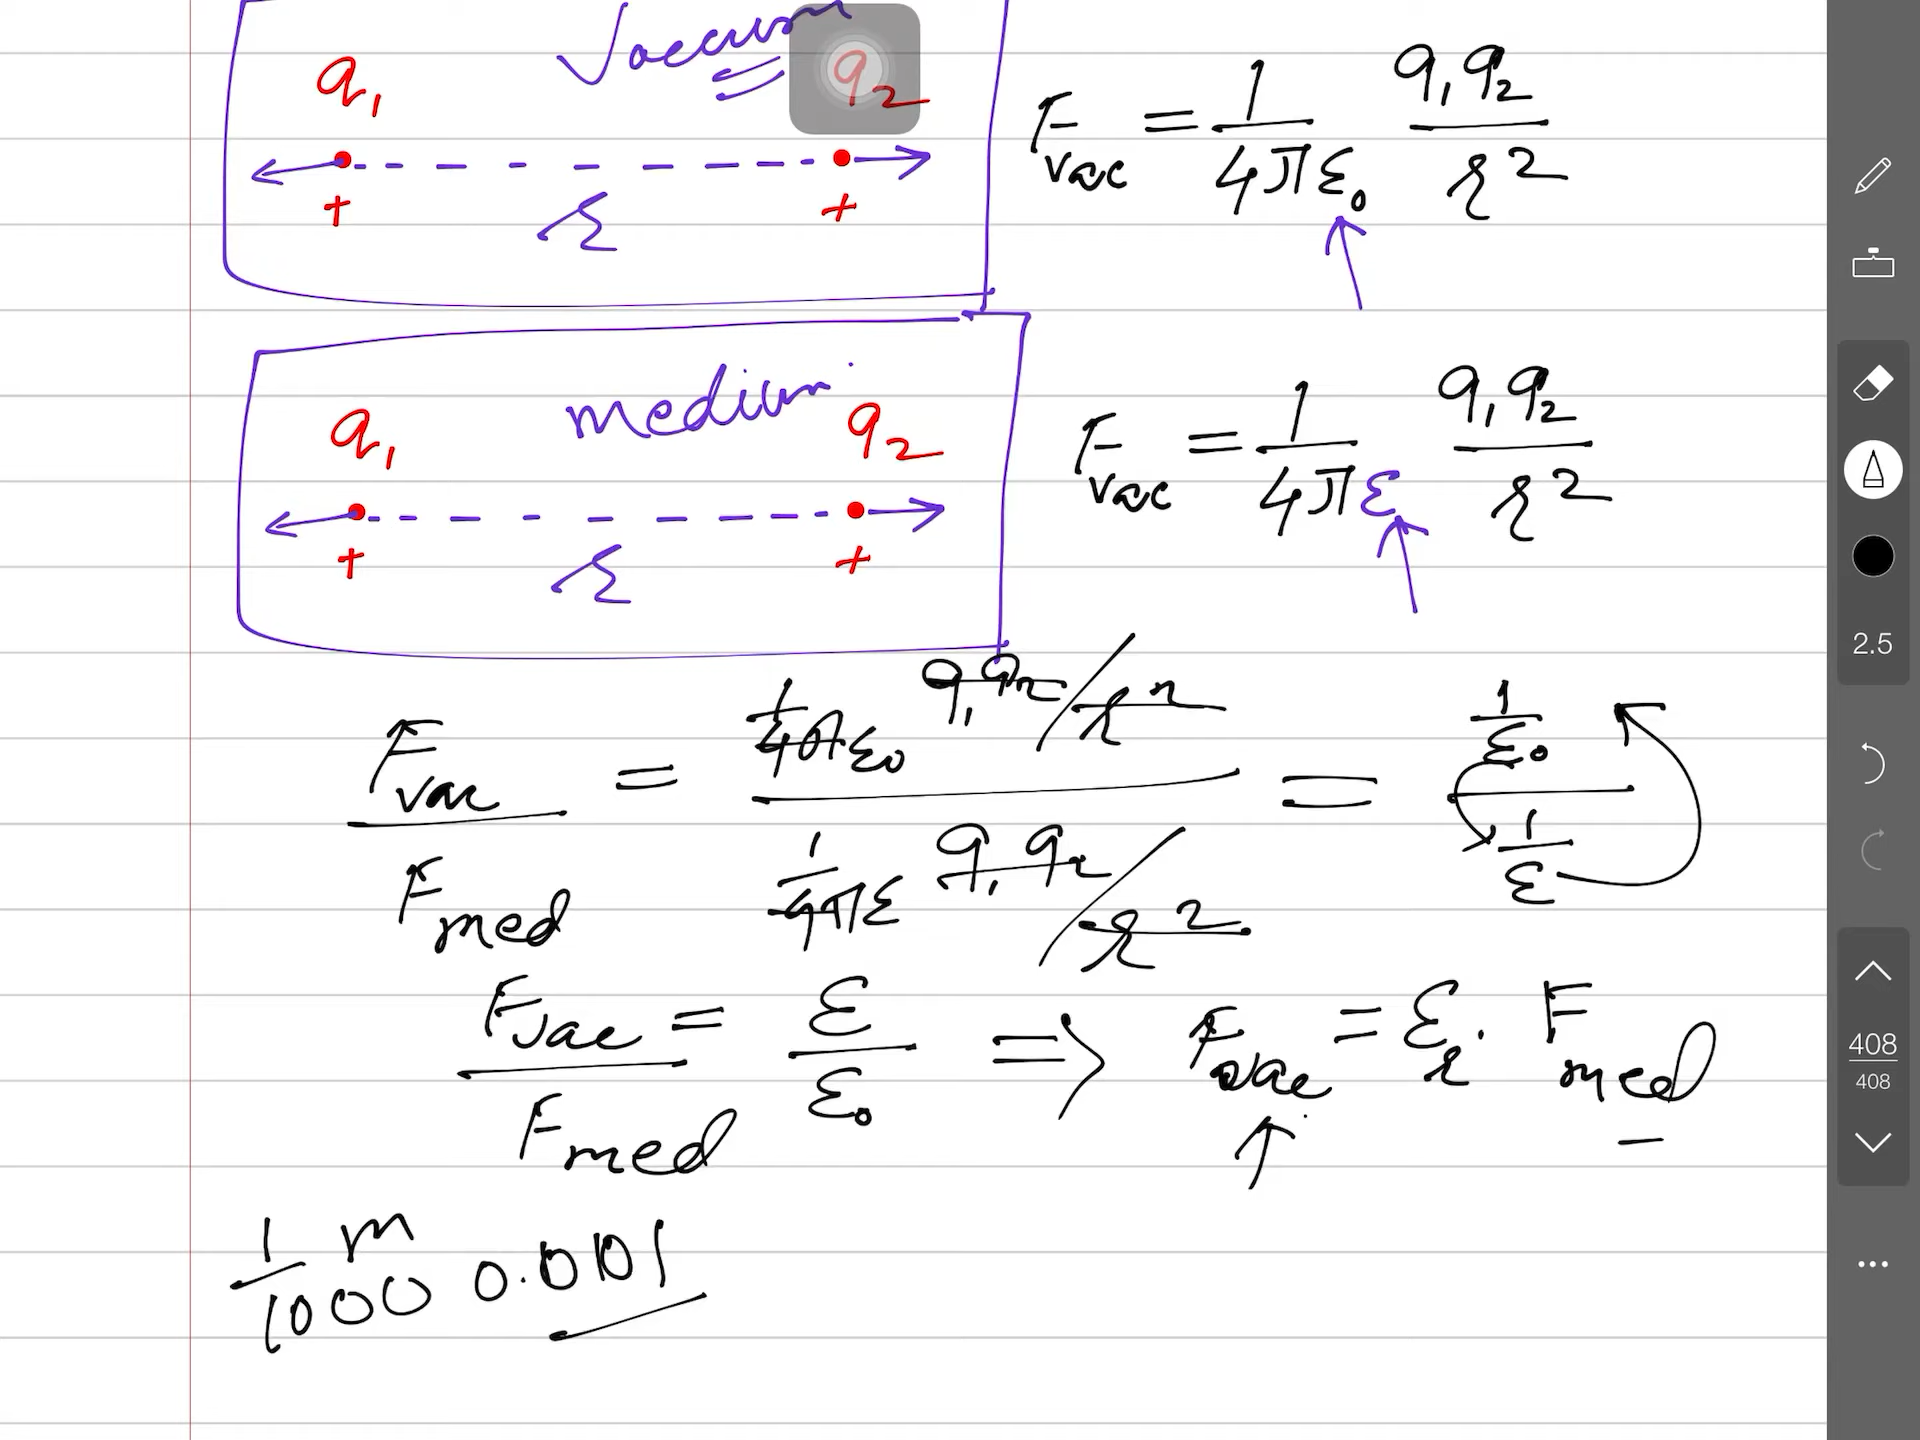 Vaccum
q₁ q₂
+ r +
F_vac = 1/4πε₀ q₁q₂/r²
medium
q₁ q₂
+ r +
F_vac = 1/4πε q₁q₂/r²
F_vac/F_med = (1/4πε₀ q₁q₂/r²)/(1/4πε q₁q₂/r²) = (1/ε₀)/(1/ε)
F_vac/F_med = ε/ε₀ => F_vac = ε_r . F_med
1/1000 m 0.0101
2.5
408
408